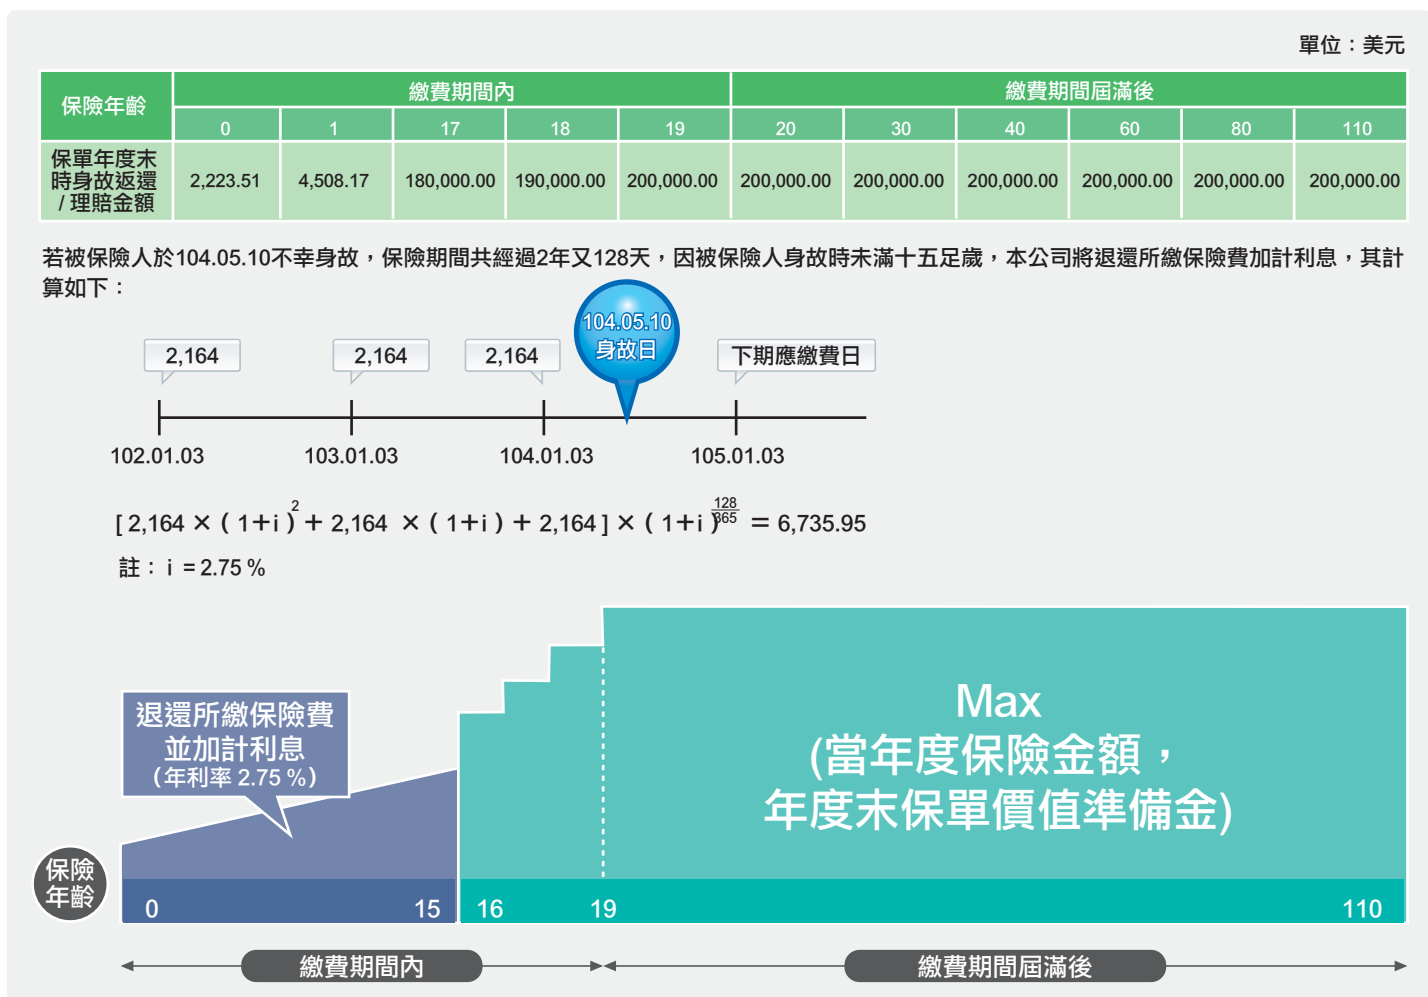 單位：美元
保險年齡 繳費期間內 繳費期間屆滿後
0 1 17 18 19 20 30 40 60 80 110
保單年度末
時身故返還
/ 理賠金額
2,223.51 4,508.17 180,000.00 190,000.00 200,000.00 200,000.00 200,000.00 200,000.00 200,000.00 200,000.00 200,000.00
若被保險人於104.05.10不幸身故，保險期間共經過2年又128天，因被保險人身故時未滿十五足歲，本公司將退還所繳保險費加計利息，其計
算如下：
104.05.10
身故日
2,164 2,164 2,164 下期應繳費日
102.01.03 103.01.03 104.01.03 105.01.03
[ 2,164 × ( 1+i )² + 2,164 × ( 1+i ) + 2,164 ] × ( 1+i )^128/365 = 6,735.95
註： i = 2.75 %
退還所繳保險費
並加計利息
（年利率 2.75 %）
Max
(當年度保險金額，
年度末保單價值準備金)
保險
年齡
0 15 16 19 110
繳費期間內 繳費期間屆滿後